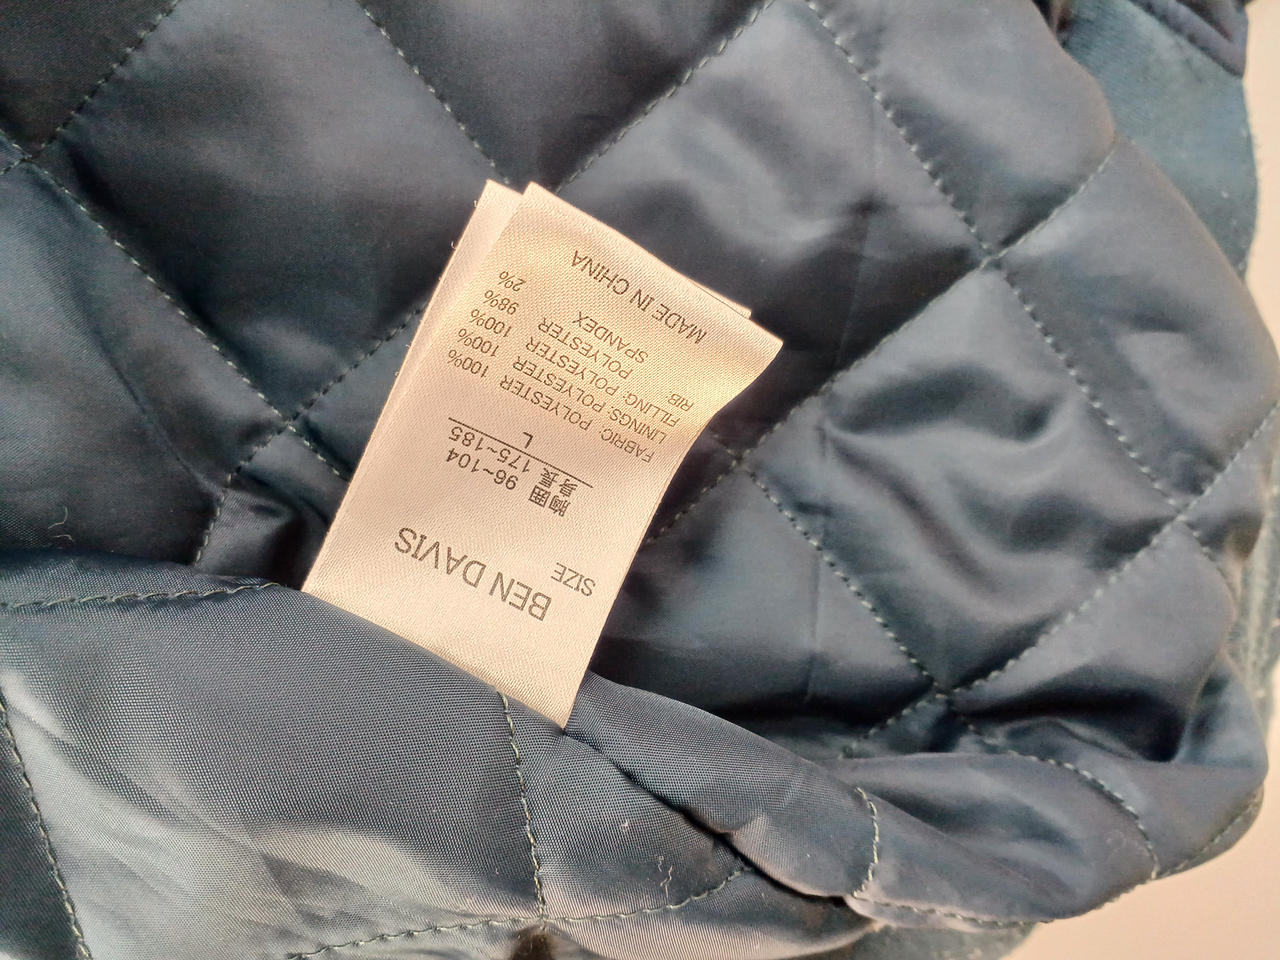 BEN DAVIS
SIZE
胸囲 96~104
身長 175~185
L
FABRIC: POLYESTER 100%
LININGS: POLYESTER 100%
FILLING: POLYESTER 100%
RIB: POLYESTER 98%
SPANDEX 2%
MADE IN CHINA